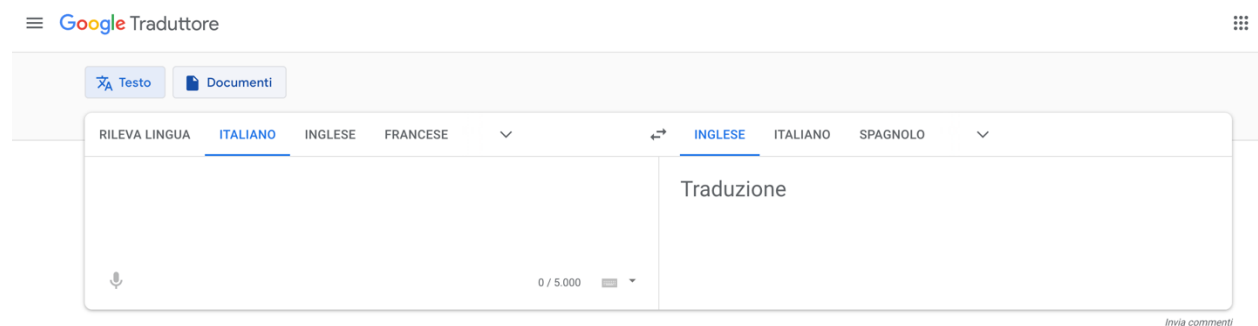 Google Traduttore
Testo Documenti
RILEVA LINGUA ITALIANO INGLESE FRANCESE INGLESE ITALIANO SPAGNOLO
Traduzione
0 / 5.000
Invia commenti